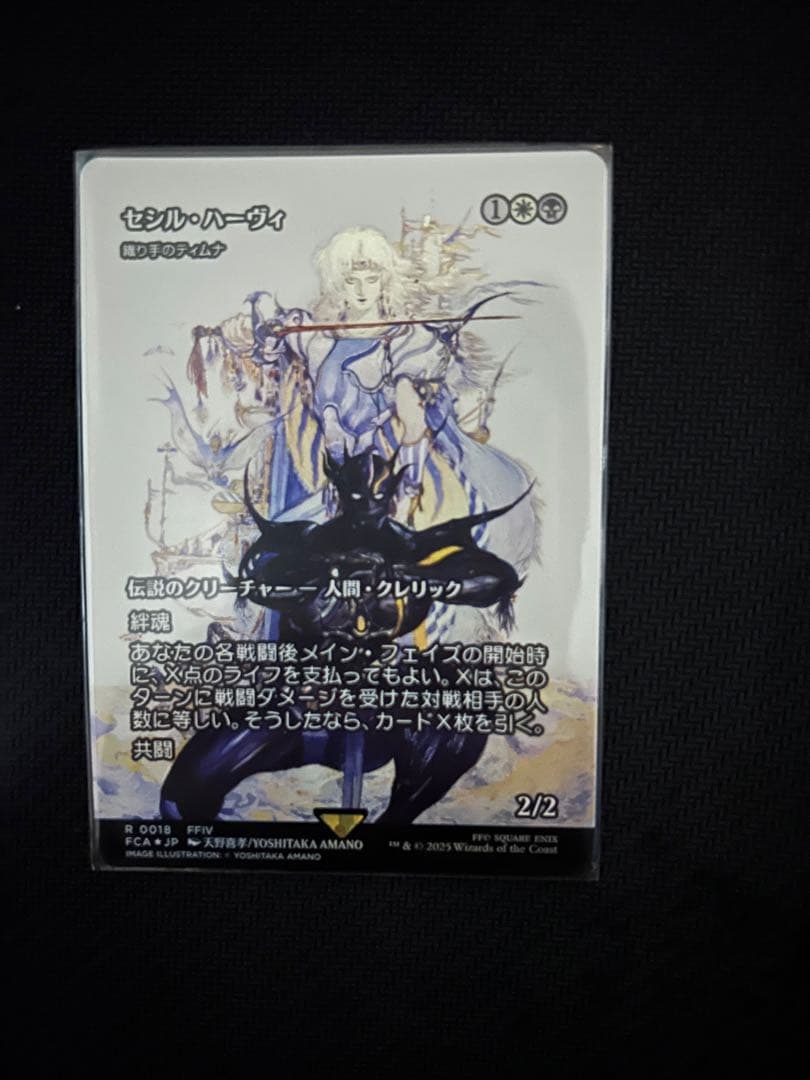 セシル・ハーヴィ
1
織り手のティムナ
伝説のクリーチャー — 人間・クレリック
絆魂
あなたの各戦闘後メイン・フェイズの開始時
に、X点のライフを支払ってもよい。Xは、この
ターンに戦闘ダメージを受けた対戦相手の人
数に等しい。そうしたなら、カードX枚を引く。
共闘
2/2
R 0018 FFIV
FCA★JP 天野喜孝/YOSHITAKA AMANO
IMAGE ILLUSTRATION: © YOSHITAKA AMANO
FF© SQUARE ENIX
™ & © 2025 Wizards of the Coast